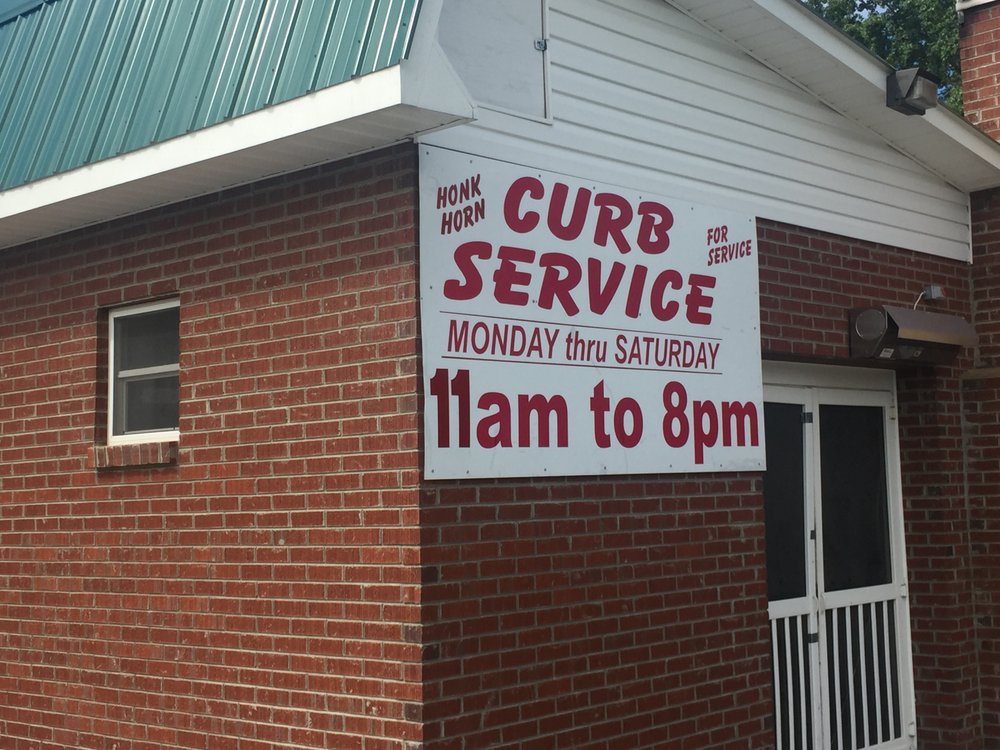 HONK
HORN
CURB
SERVICE
FOR
SERVICE
MONDAY thru SATURDAY
11am to 8pm